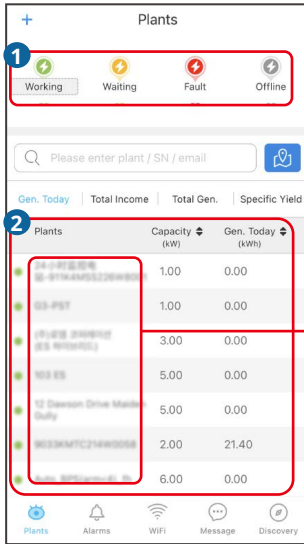 + Plants
1
Working Waiting Fault Offline
Please enter plant / SN / email
Gen. Today Total Income Total Gen. Specific Yield
2
Plants Capacity Gen. Today
(kW) (kWh)
1.00 0.00
G3-PST 1.00 0.00
3.00 0.00
103 ES 5.00 0.00
12 Dawson Drive Maiden
Gully 5.00 0.00
2.00 21.40
6.00 0.00
Plants Alarms WiFi Message Discovery